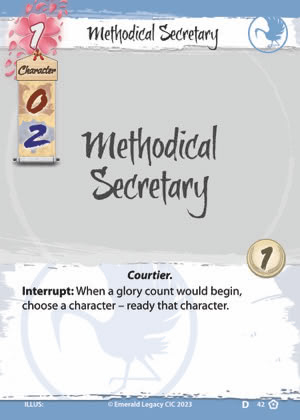 1
Methodical Secretary
Character
0
2
Methodical
Secretary
1
Courtier.
Interrupt: When a glory count would begin,
choose a character – ready that character.
ILLUS:
© Emerald Legacy CIC 2023
D 42